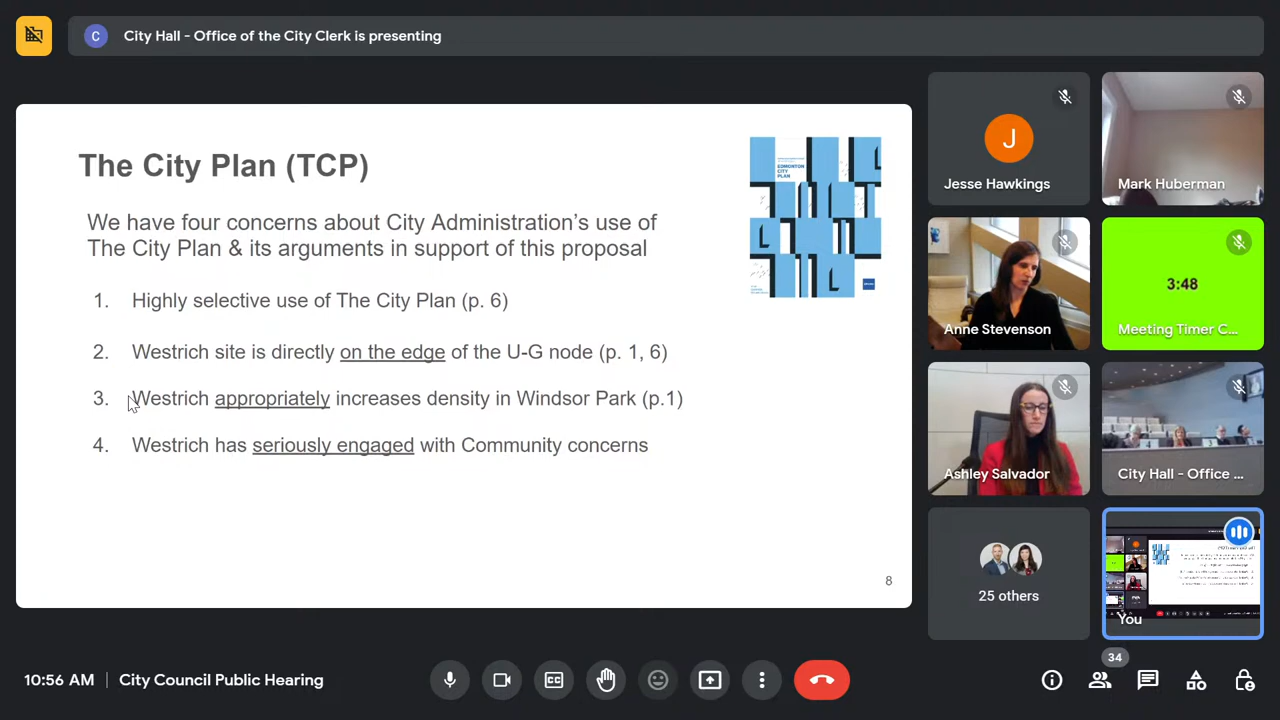 C
City Hall - Office of the City Clerk is presenting
The City Plan (TCP)
We have four concerns about City Administration’s use of
The City Plan & its arguments in support of this proposal
1. Highly selective use of The City Plan (p. 6)
2. Westrich site is directly on the edge of the U-G node (p. 1, 6)
3. Westrich appropriately increases density in Windsor Park (p.1)
4. Westrich has seriously engaged with Community concerns
8
EDMONTON
CITY
PLAN
J
Jesse Hawkings
Mark Huberman
Anne Stevenson
3:48
Meeting Timer C...
Ashley Salvador
City Hall - Office ...
25 others
You
10:56 AM
City Council Public Hearing
CC
34